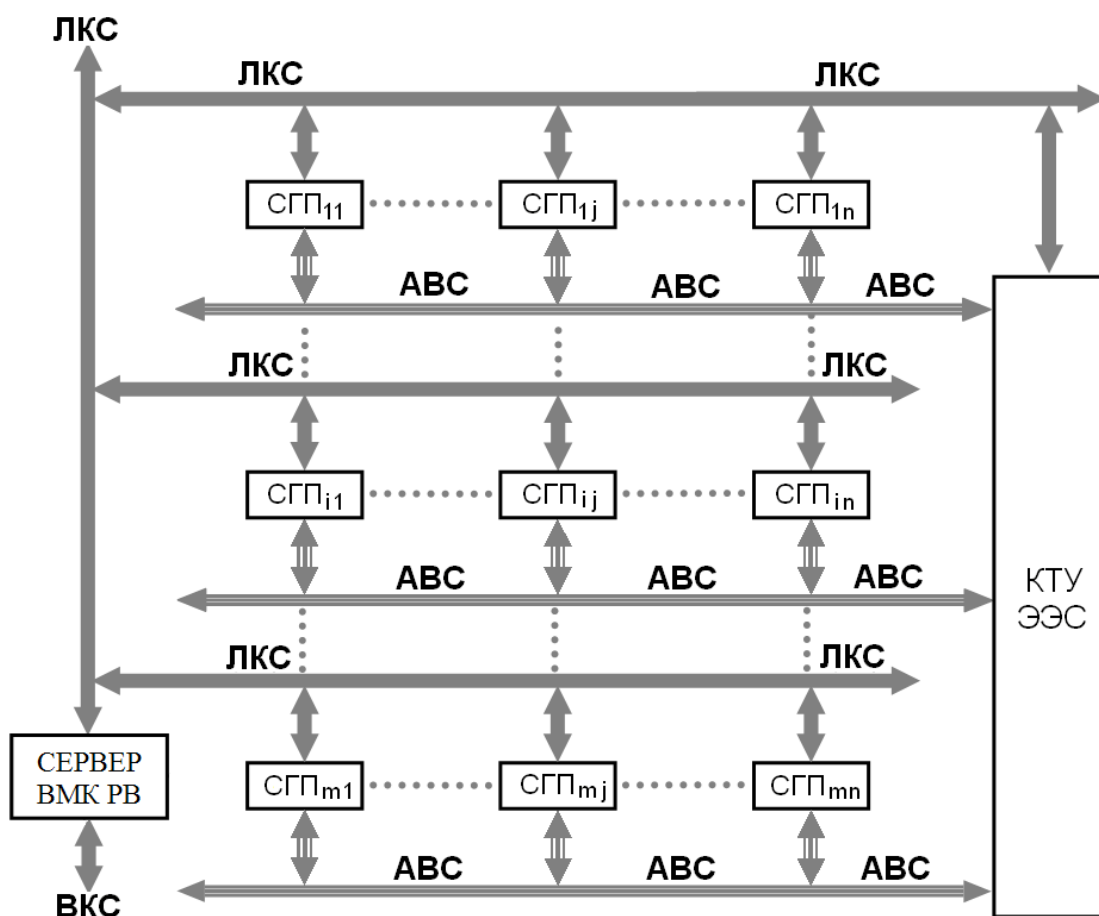 ЛКС
ЛКС ЛКС
СГП11 СГП1j СГП1n
АВС АВС АВС
ЛКС ЛКС
СГПi1 СГПij СГПin
АВС АВС АВС
КТУ
ЭЭС
ЛКС ЛКС
СЕРВЕР
ВМК РВ
СГПm1 СГПmj СГПmn
АВС АВС АВС
ВКС